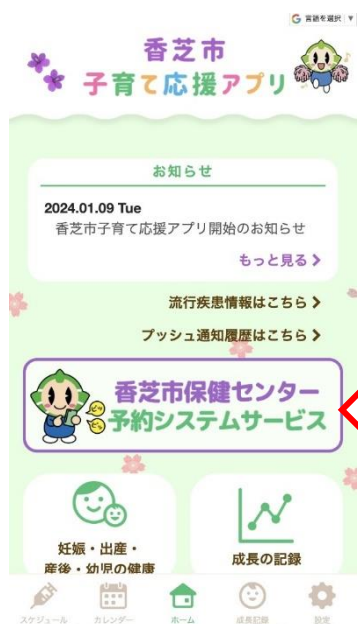 言語を選択
香芝市
子育て応援アプリ
お知らせ
2024.01.09 Tue
香芝市子育て応援アプリ開始のお知らせ
もっと見る
流行疾患情報はこちら
プッシュ通知履歴はこちら
香芝市保健センター
ピッ ピッ
予約システムサービス
妊娠・出産・
産後・幼児の健康
成長の記録
スケジュール カレンダー ホーム 成長記録 設定